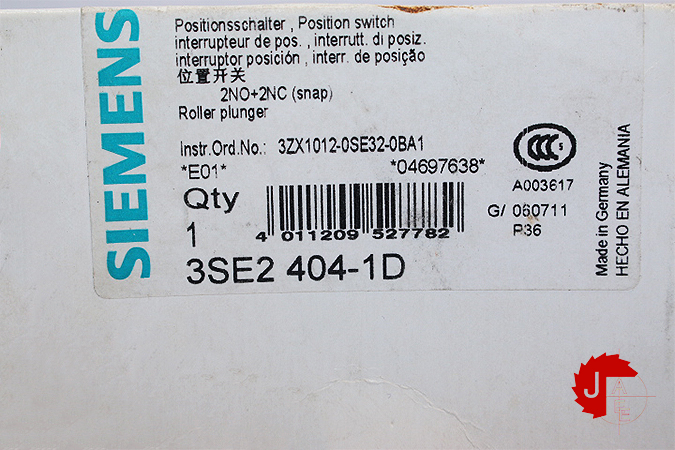 SIEMENS
Positionsschalter , Position switch
interrupteur de pos. , interrutt. di posiz.
interruptor posición , interr. de posição
位置开关
2NO+2NC (snap)
Roller plunger
Instr.Ord.No.: 3ZX1012-0SE32-0BA1
*E01* *04697638*
CCC S
A003617
G/ 060711
P36
Qty
1
4 011209 527782
3SE2 404-1D
Made in Germany
HECHO EN ALEMANIA
J